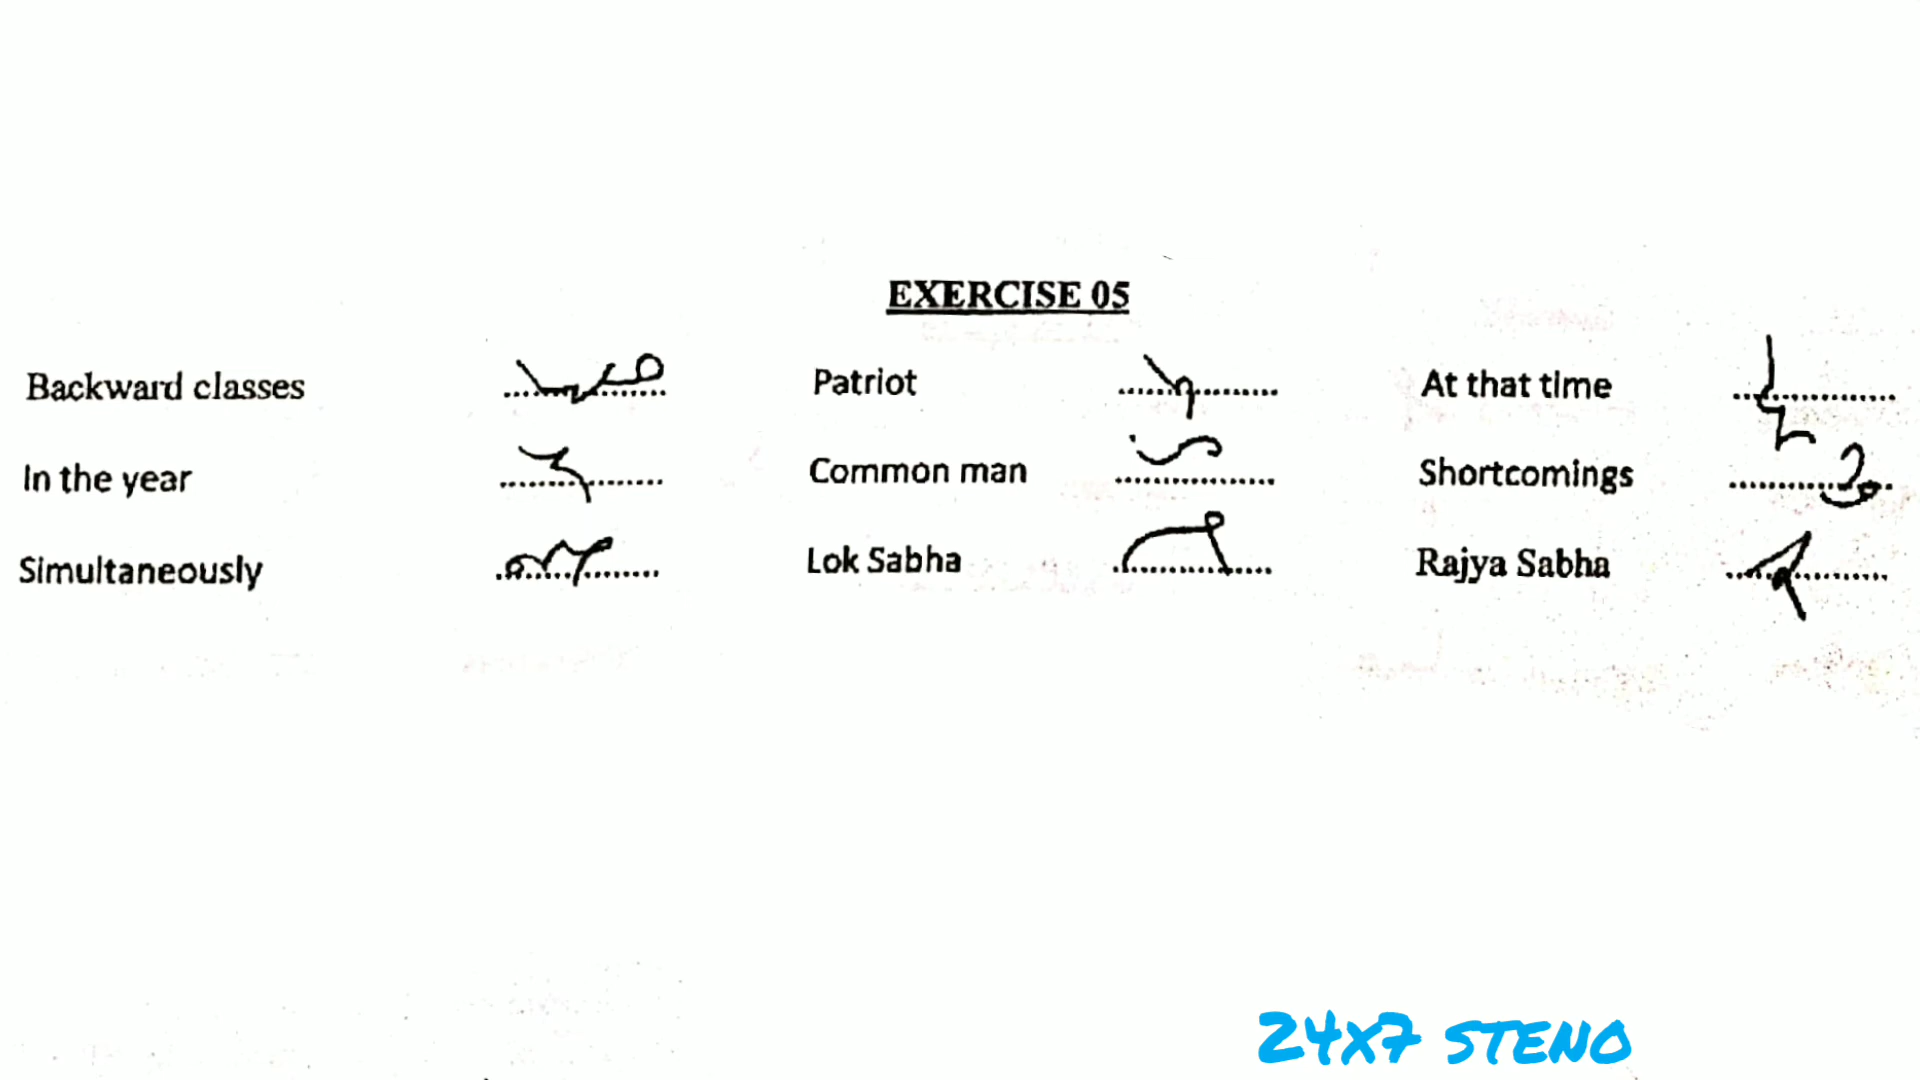 EXERCISE 05
Backward classes Patriot At that time
In the year Common man Shortcomings
Simultaneously Lok Sabha Rajya Sabha
24x7 STENO